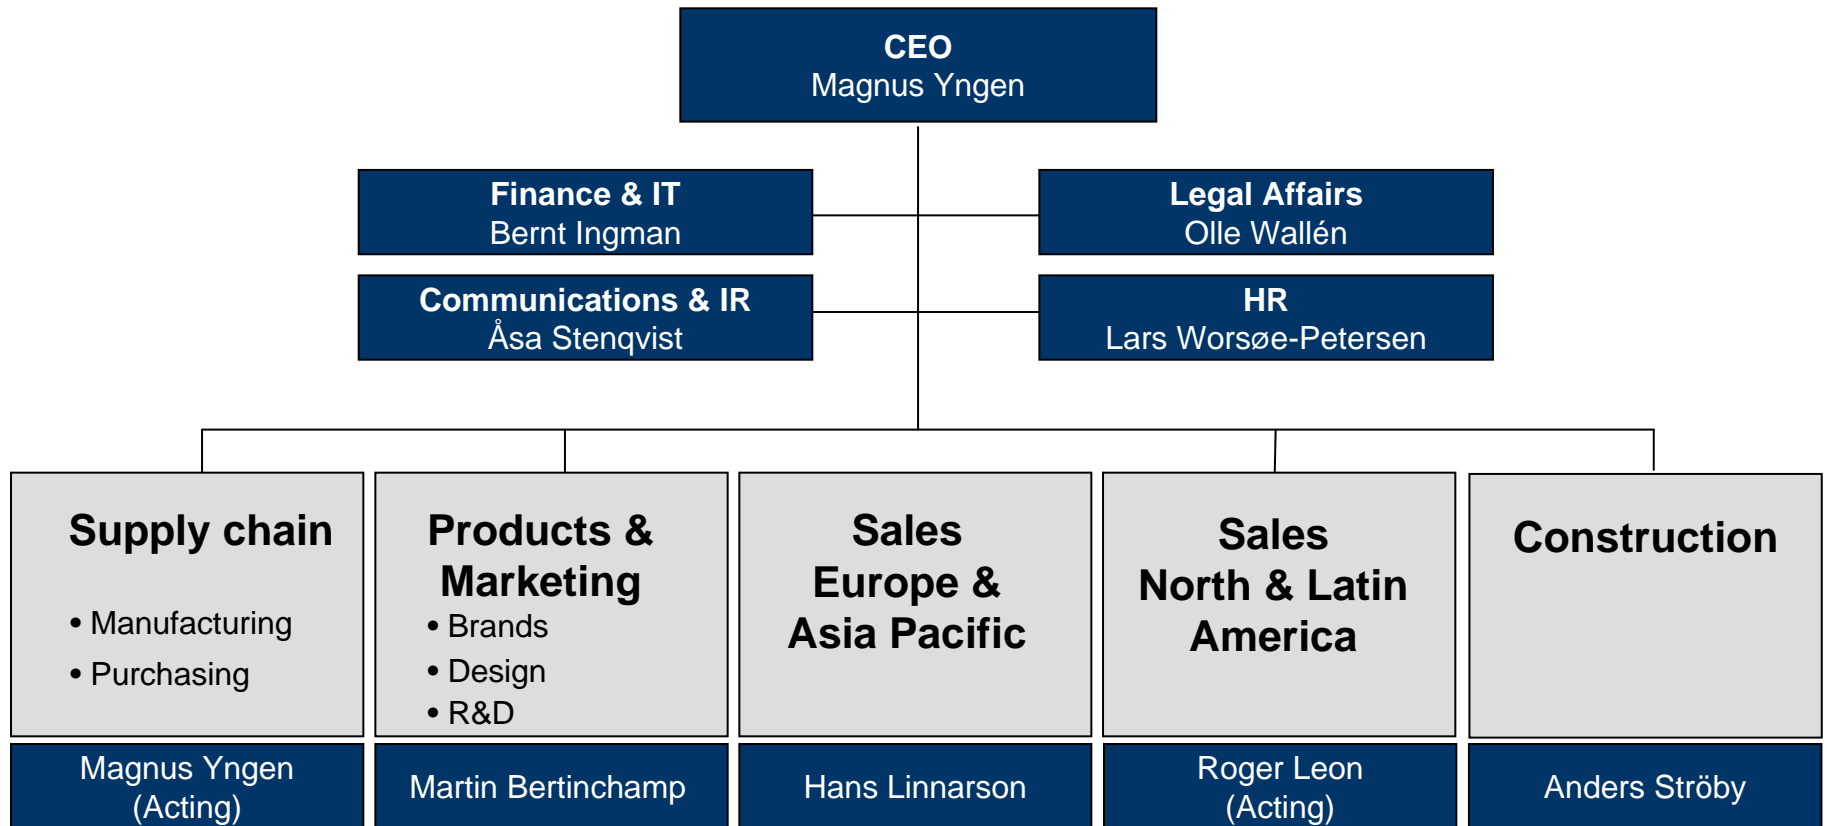 CEO
Magnus Yngen
Finance & IT
Bernt Ingman
Legal Affairs
Olle Wallén
Communications & IR
Åsa Stenqvist
HR
Lars Worsøe-Petersen
Supply chain
• Manufacturing
• Purchasing
Magnus Yngen
(Acting)
Products &
Marketing
• Brands
• Design
• R&D
Martin Bertinchamp
Sales
Europe &
Asia Pacific
Hans Linnarson
Sales
North & Latin
America
Roger Leon
(Acting)
Construction
Anders Ströby